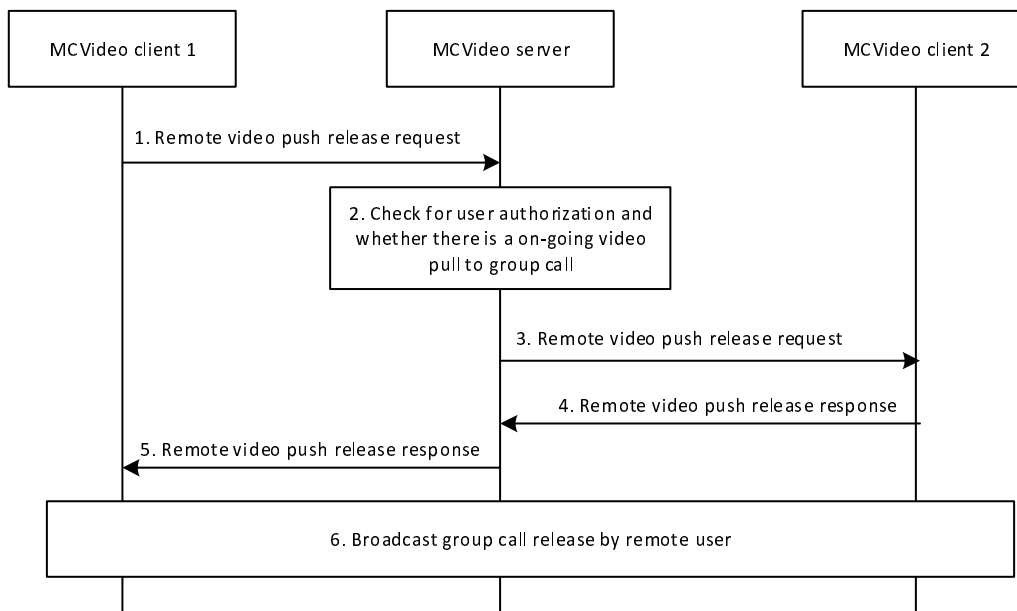 MCVideo client 1
MCVideo server
MCVideo client 2
1. Remote video push release request
2. Check for user authorization and
whether there is a on-going video
pull to group call
3. Remote video push release request
4. Remote video push release response
5. Remote video push release response
6. Broadcast group call release by remote user